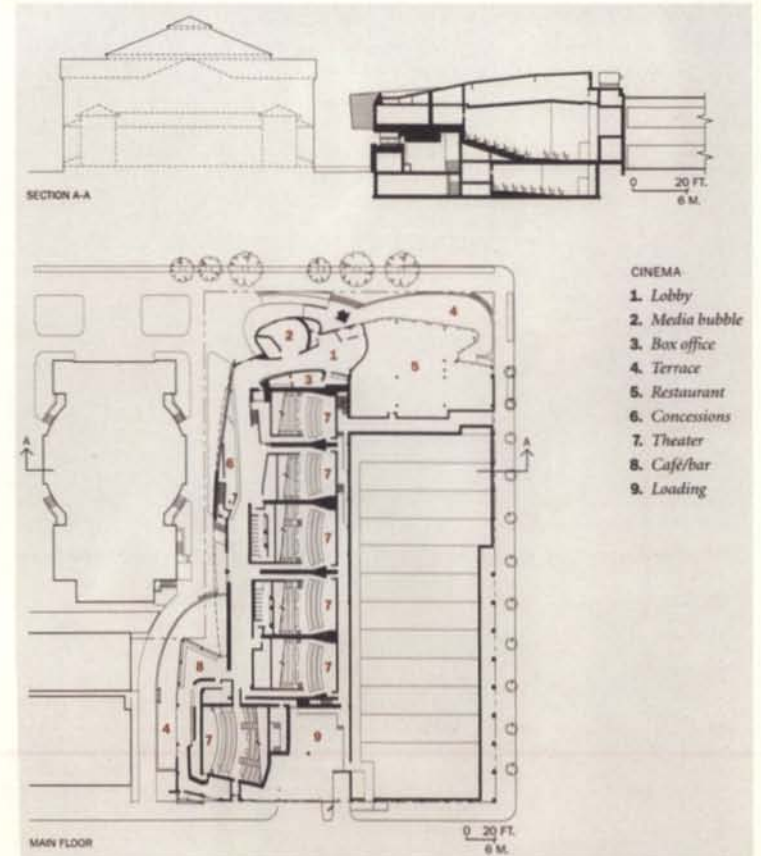 SECTION A-A
0 20 FT.
6 M.
CINEMA
1. Lobby
2. Media bubble
3. Box office
4. Terrace
5. Restaurant
6. Concessions
7. Theater
8. Café/bar
9. Loading
4
2
1
5
3
7
A
A
6
7
7
7
7
8
4
7
9
MAIN FLOOR
0 20 FT.
6 M.